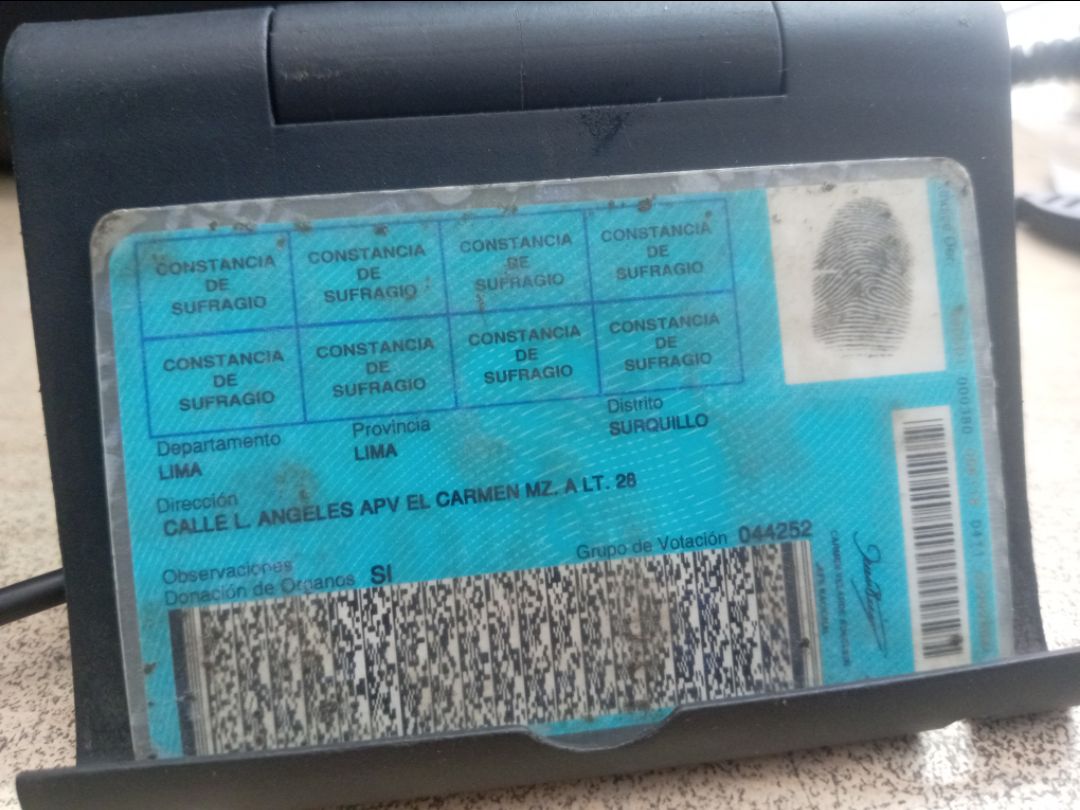 CONSTANCIA
DE
SUFRAGIO
CONSTANCIA
DE
SUFRAGIO
CONSTANCIA
DE
SUFRAGIO
CONSTANCIA
DE
SUFRAGIO
CONSTANCIA
DE
SUFRAGIO
CONSTANCIA
DE
SUFRAGIO
CONSTANCIA
DE
SUFRAGIO
CONSTANCIA
DE
SUFRAGIO
Departamento
LIMA
Provincia
LIMA
Distrito
SURQUILLO
Dirección
CALLE L. ANGELES APV EL CARMEN MZ. A LT. 28
Observaciones
Donación de Organos SI
Grupo de Votación 044252